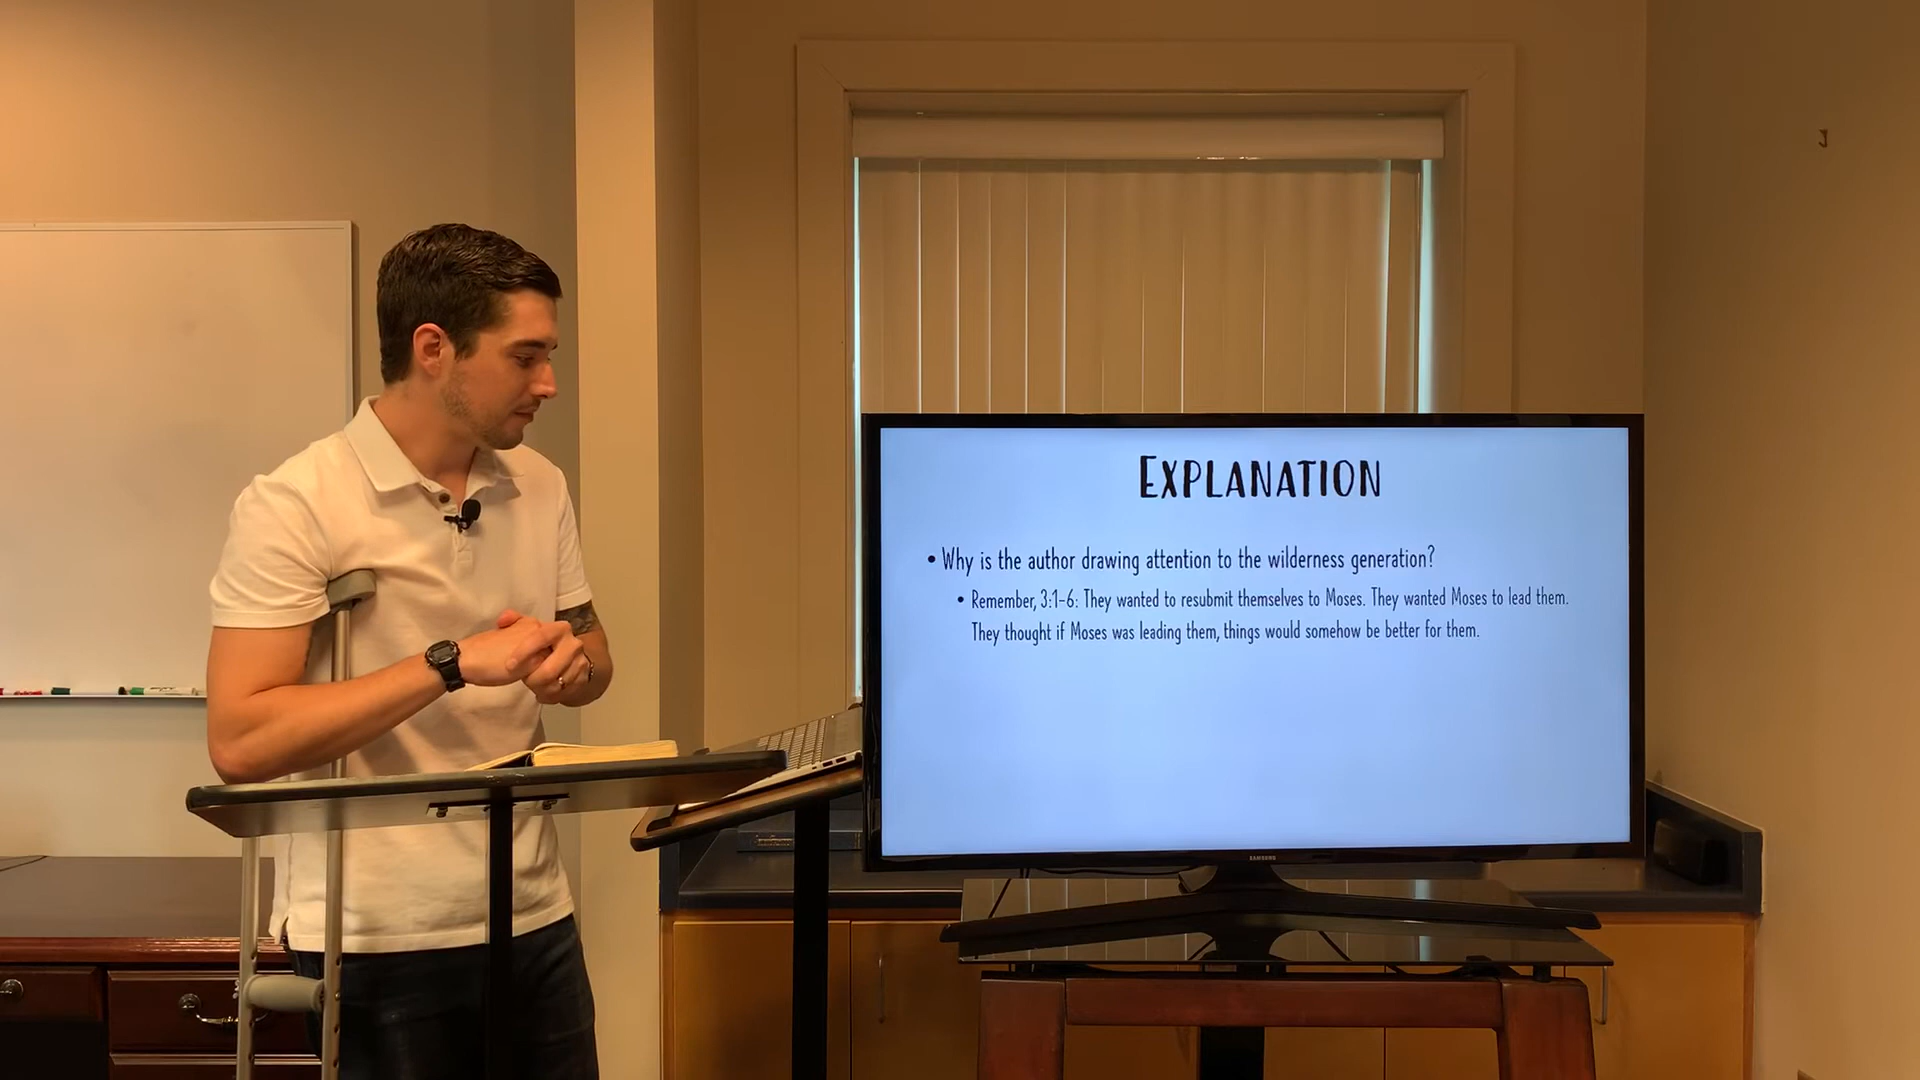 EXPLANATION
• Why is the author drawing attention to the wilderness generation?
• Remember, 3:1-6: They wanted to resubmit themselves to Moses. They wanted Moses to lead them.
They thought if Moses was leading them, things would somehow be better for them.
SAMSUNG